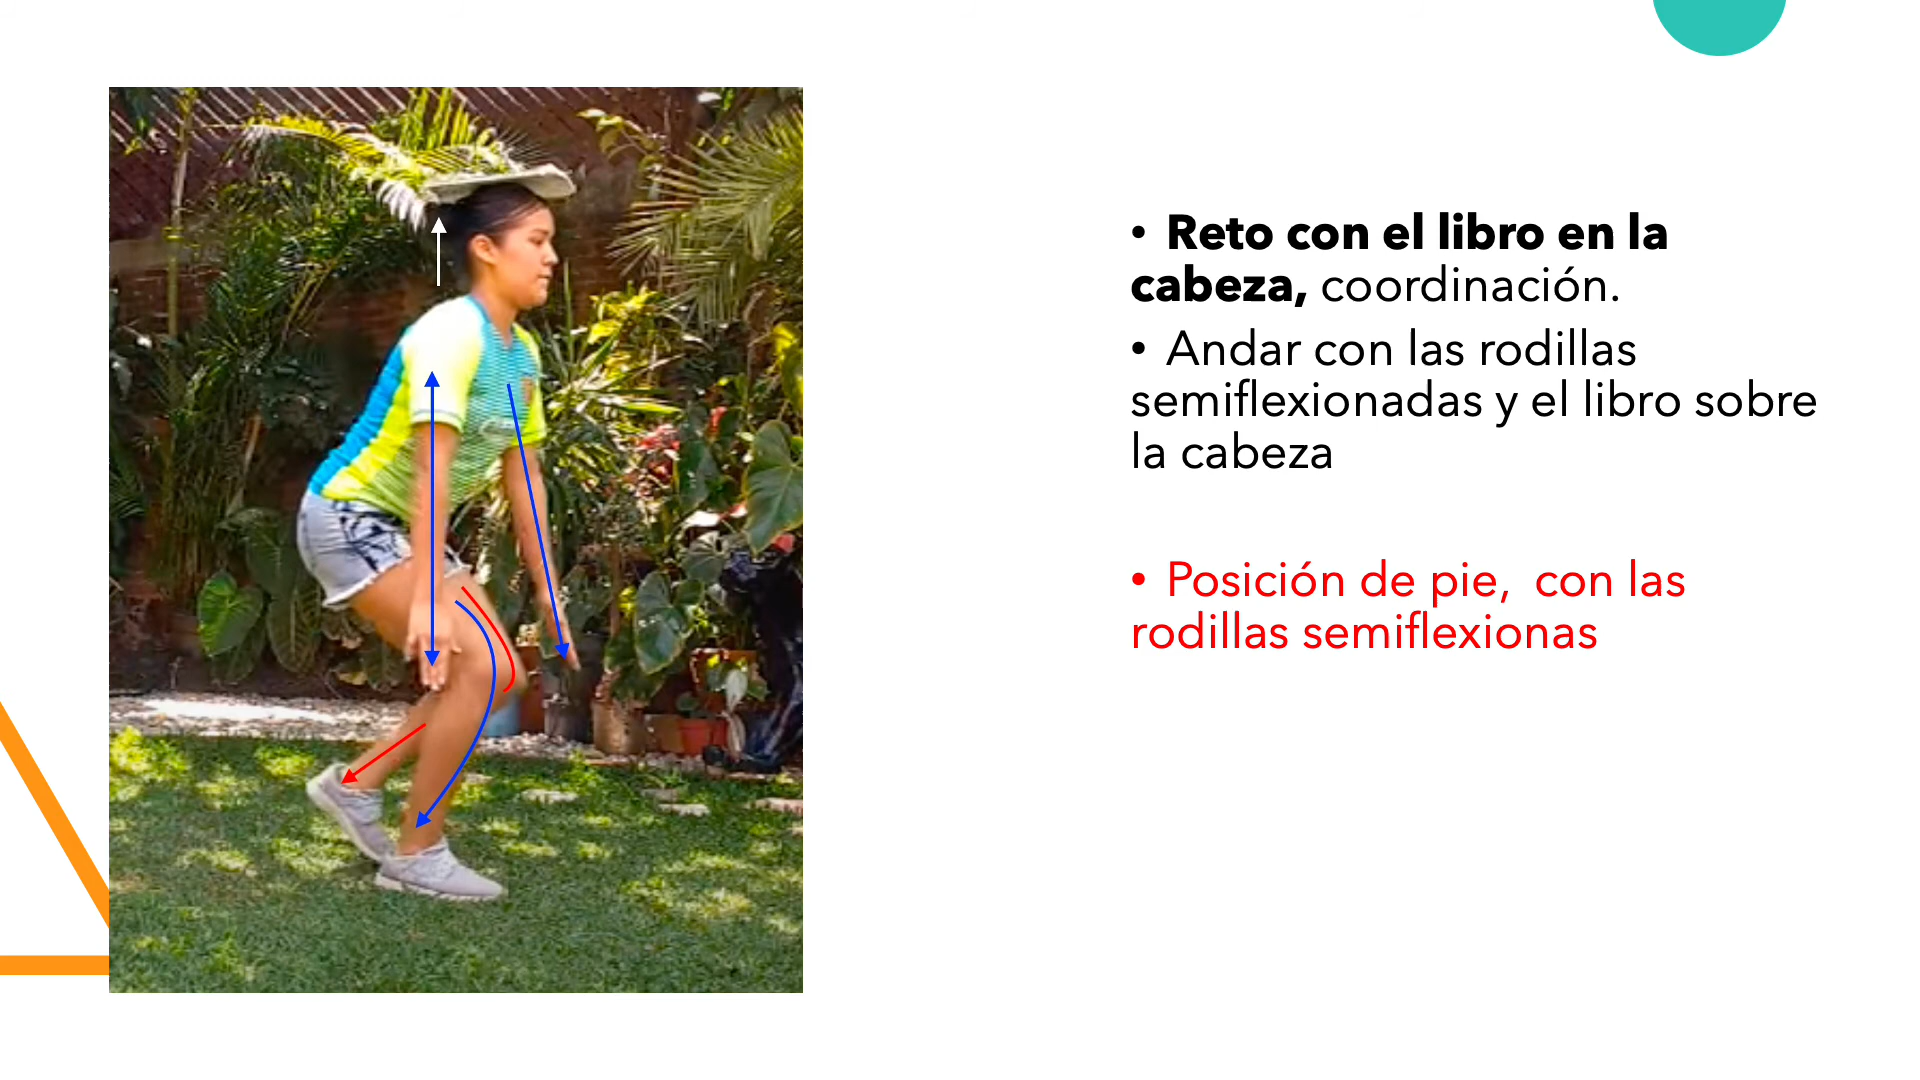 • Reto con el libro en la
cabeza, coordinación.
• Andar con las rodillas
semiflexionadas y el libro sobre
la cabeza
• Posición de pie,  con las
rodillas semiflexionas